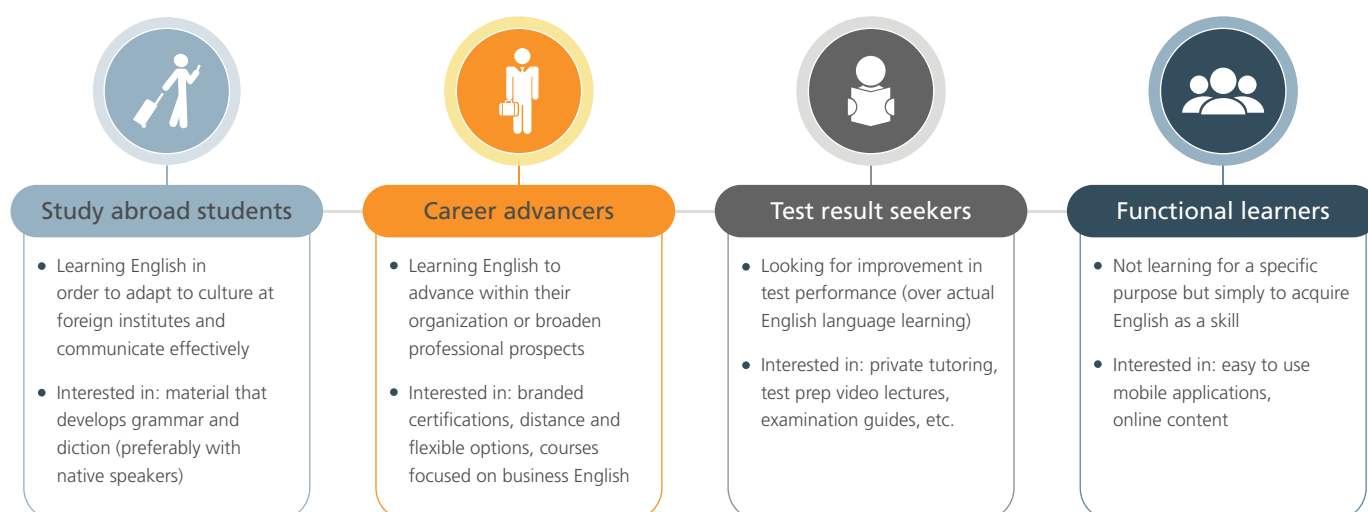 Study abroad students
• Learning English in
order to adapt to culture at
foreign institutes and
communicate effectively
• Interested in: material that
develops grammar and
diction (preferably with
native speakers)
Career advancers
• Learning English to
advance within their
organization or broaden
professional prospects
• Interested in: branded
certifications, distance and
flexible options, courses
focused on business English
Test result seekers
• Looking for improvement in
test performance (over actual
English language learning)
• Interested in: private tutoring,
test prep video lectures,
examination guides, etc.
Functional learners
• Not learning for a specific
purpose but simply to acquire
English as a skill
• Interested in: easy to use
mobile applications,
online content